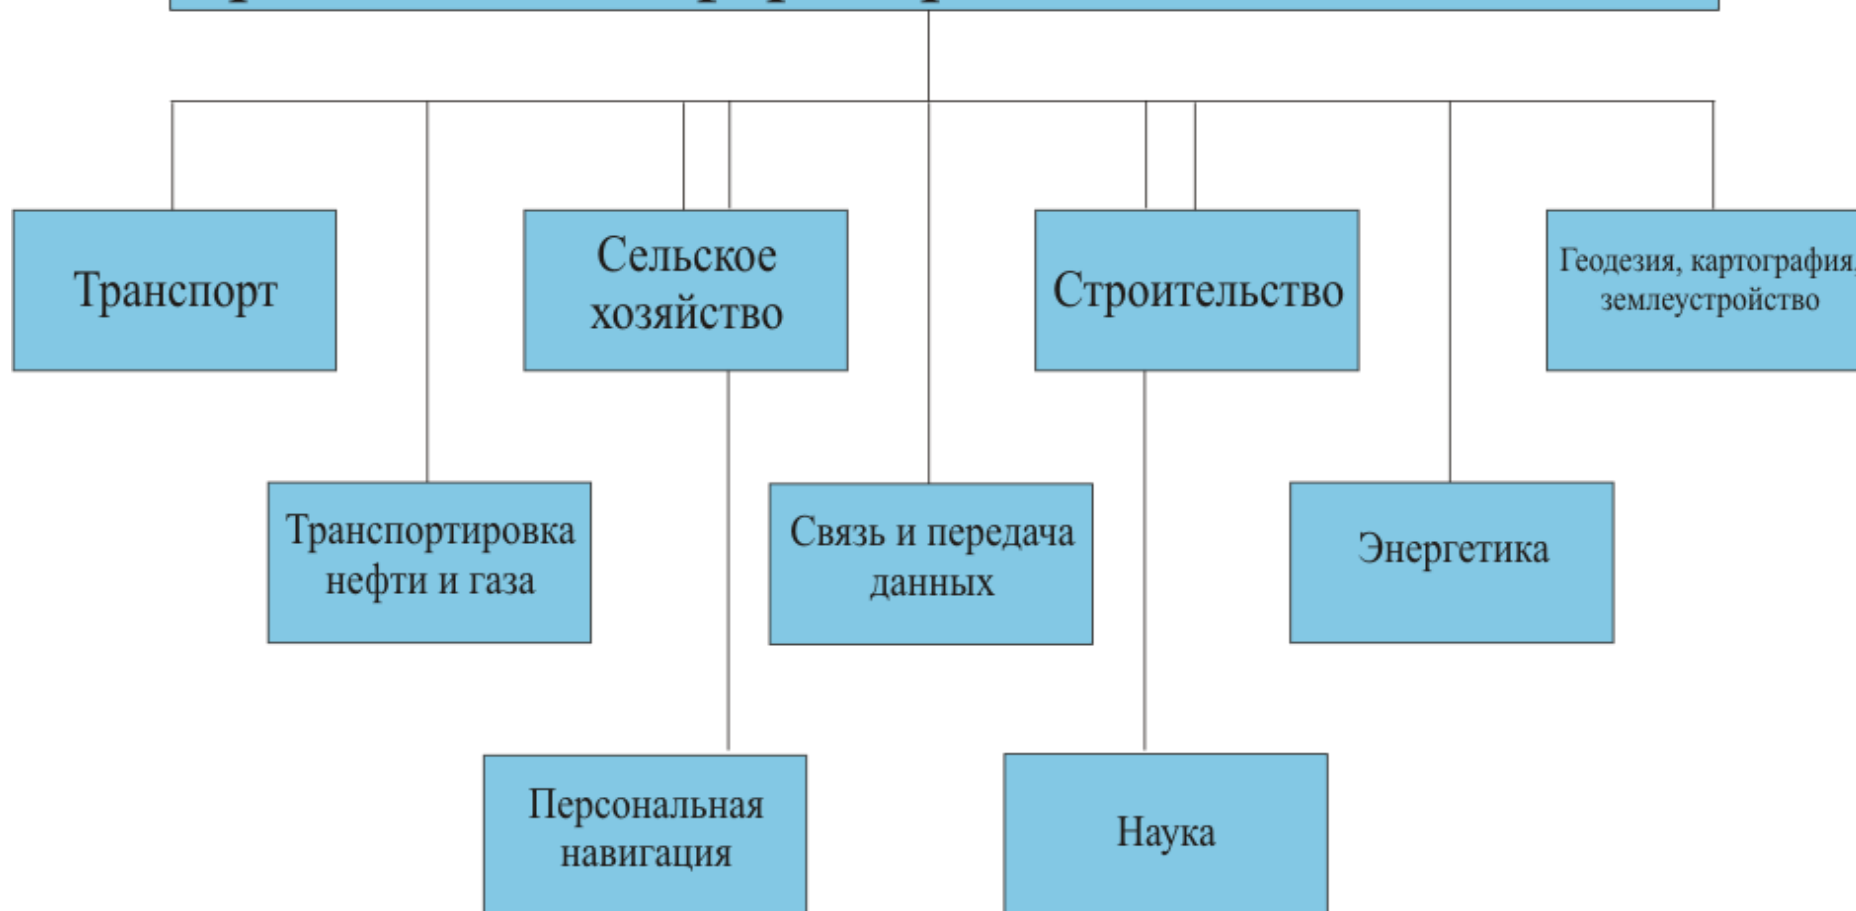 Транспорт
Сельское
хозяйство
Строительство
Геодезия, картография,
землеустройство
Транспортировка
нефти и газа
Связь и передача
данных
Энергетика
Персональная
навигация
Наука